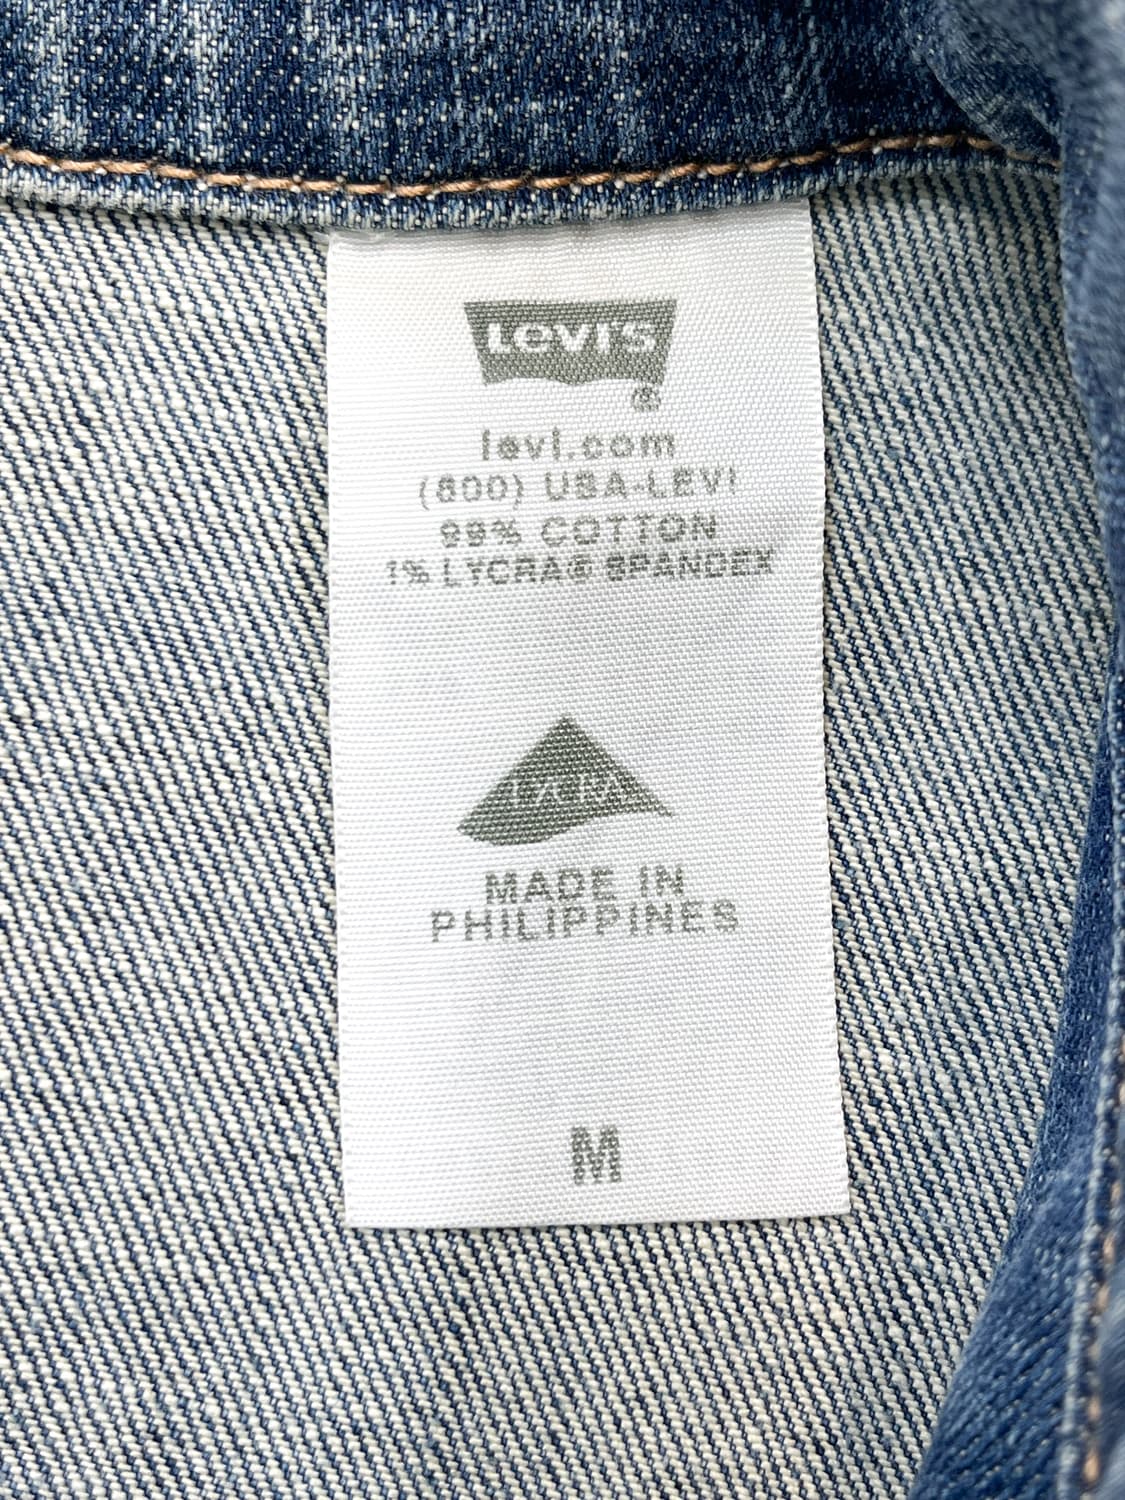 Levi's
®
levi.com
(800) USA-LEVI
99% COTTON
1% LYCRA® SPANDEX
LYCRA
MADE IN
PHILIPPINES
M